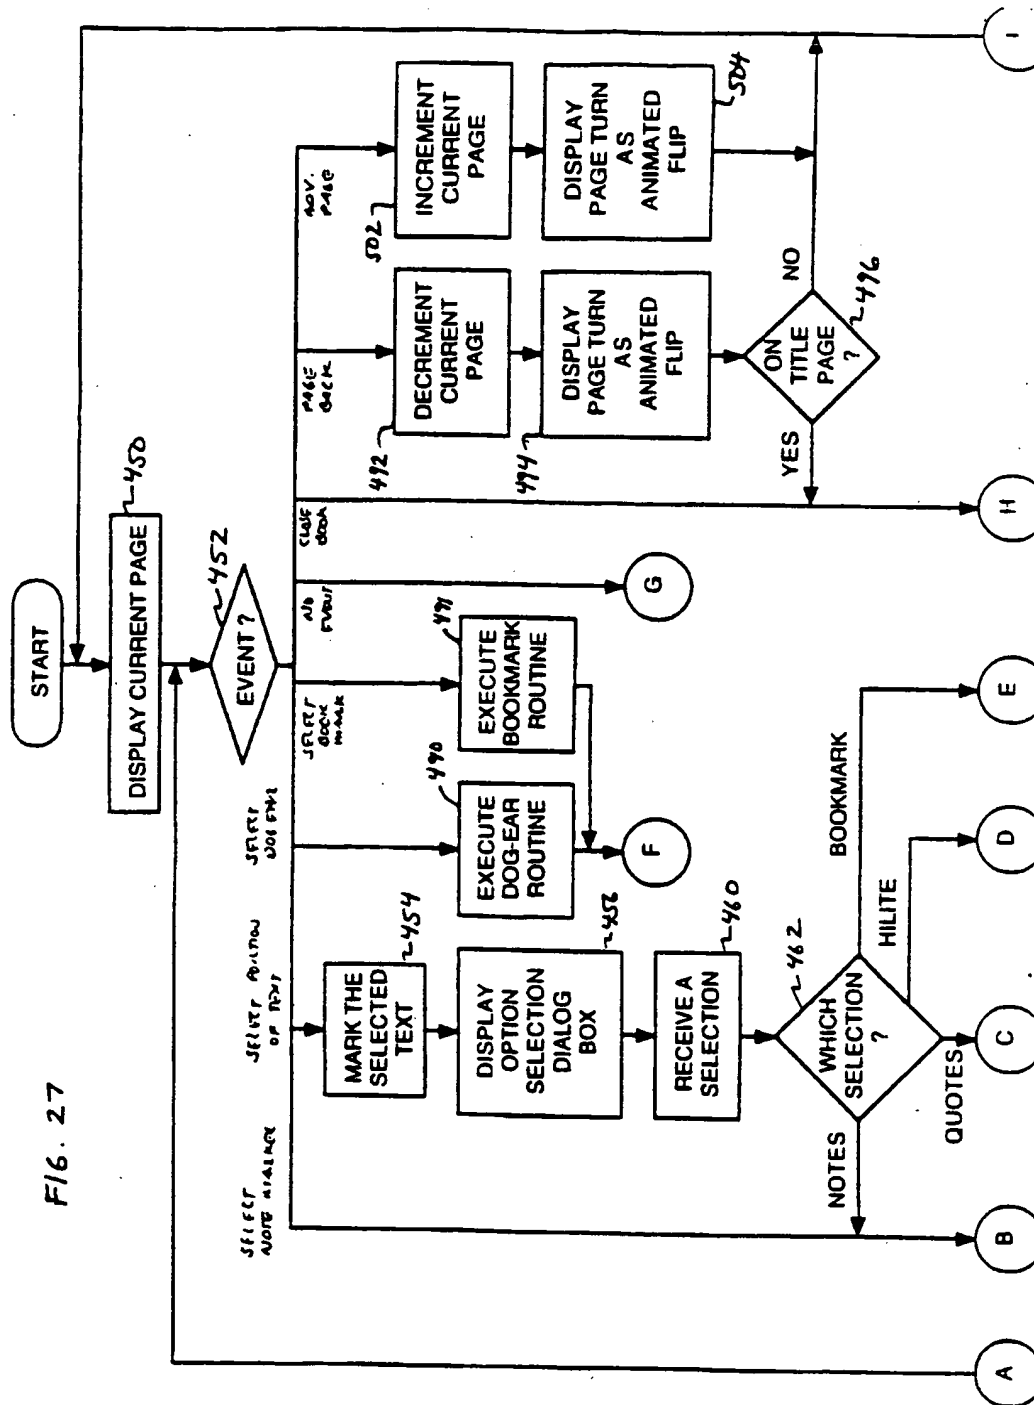 FIG. 27
START
DISPLAY CURRENT PAGE
450
EVENT ?
452
SELECT
NOTE MARKER
SELECT PORTION
OF TEXT
SELECT
DOG EAR
SELECT
BOOK
MARK
NO
EVENT
CLOSE
BOOK
PAGE
BACK
ADV.
PAGE
MARK THE
SELECTED
TEXT
454
DISPLAY
OPTION
SELECTION
DIALOG
BOX
456
RECEIVE A
SELECTION
460
WHICH
SELECTION
?
462
NOTES
QUOTES
HILITE
BOOKMARK
EXECUTE
DOG-EAR
ROUTINE
490
EXECUTE
BOOKMARK
ROUTINE
491
F
G
DECREMENT
CURRENT
PAGE
492
DISPLAY
PAGE TURN
AS
ANIMATED
FLIP
494
ON
TITLE
PAGE
?
496
YES
NO
INCREMENT
CURRENT
PAGE
502
DISPLAY
PAGE TURN
AS
ANIMATED
FLIP
504
A
B
C
D
E
H
I